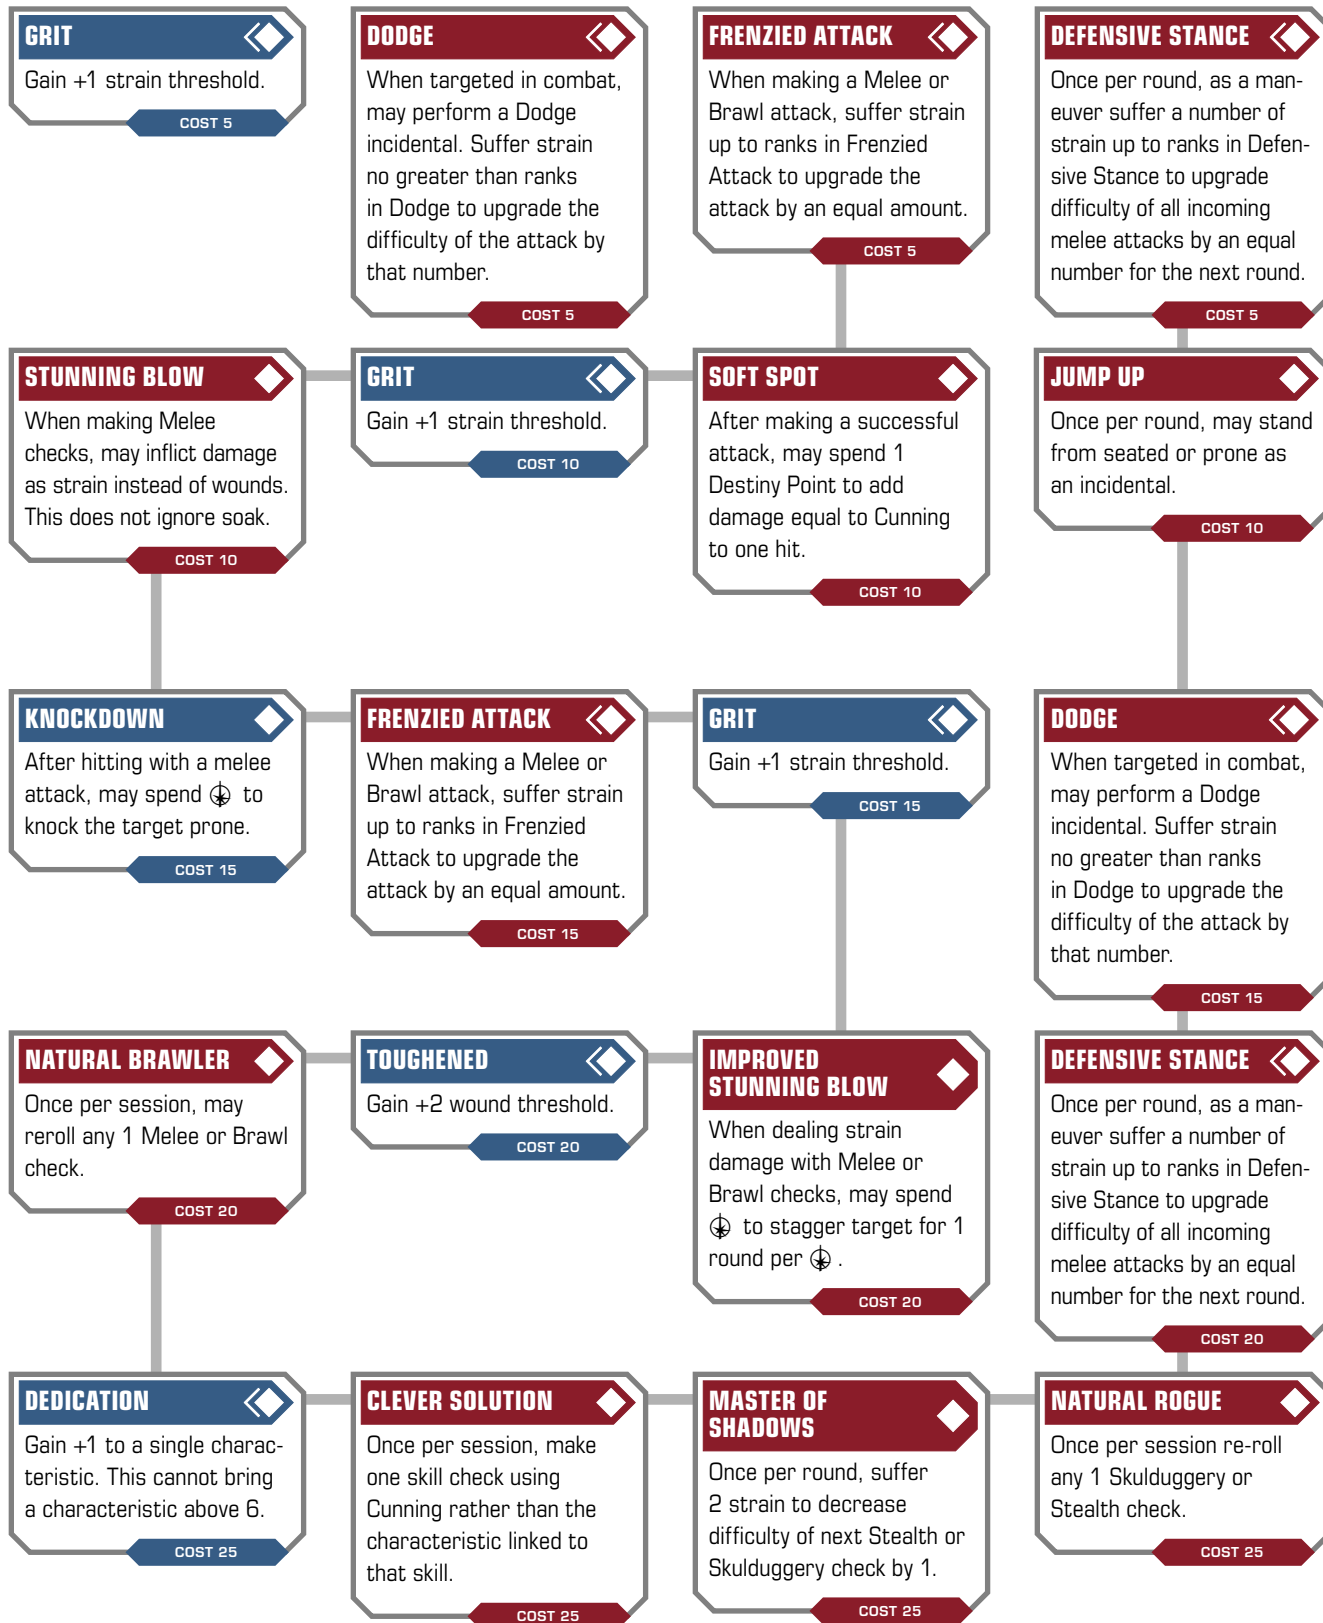 GRIT
Gain +1 strain threshold.
COST 5
DODGE
When targeted in combat,
may perform a Dodge
incidental. Suffer strain
no greater than ranks
in Dodge to upgrade the
difficulty of the attack by
that number.
COST 5
FRENZIED ATTACK
When making a Melee or
Brawl attack, suffer strain
up to ranks in Frenzied
Attack to upgrade the
attack by an equal amount.
COST 5
DEFENSIVE STANCE
Once per round, as a man-
euver suffer a number of
strain up to ranks in Defen-
sive Stance to upgrade
difficulty of all incoming
melee attacks by an equal
number for the next round.
COST 5
STUNNING BLOW
When making Melee
checks, may inflict damage
as strain instead of wounds.
This does not ignore soak.
COST 10
GRIT
Gain +1 strain threshold.
COST 10
SOFT SPOT
After making a successful
attack, may spend 1
Destiny Point to add
damage equal to Cunning
to one hit.
COST 10
JUMP UP
Once per round, may stand
from seated or prone as
an incidental.
COST 10
KNOCKDOWN
After hitting with a melee
attack, may spend to
knock the target prone.
COST 15
FRENZIED ATTACK
When making a Melee or
Brawl attack, suffer strain
up to ranks in Frenzied
Attack to upgrade the
attack by an equal amount.
COST 15
GRIT
Gain +1 strain threshold.
COST 15
DODGE
When targeted in combat,
may perform a Dodge
incidental. Suffer strain
no greater than ranks
in Dodge to upgrade the
difficulty of the attack by
that number.
COST 15
NATURAL BRAWLER
Once per session, may
reroll any 1 Melee or Brawl
check.
COST 20
TOUGHENED
Gain +2 wound threshold.
COST 20
IMPROVED
STUNNING BLOW
When dealing strain
damage with Melee or
Brawl checks, may spend
to stagger target for 1
round per .
COST 20
DEFENSIVE STANCE
Once per round, as a man-
euver suffer a number of
strain up to ranks in Defen-
sive Stance to upgrade
difficulty of all incoming
melee attacks by an equal
number for the next round.
COST 20
DEDICATION
Gain +1 to a single charac-
teristic. This cannot bring
a characteristic above 6.
COST 25
CLEVER SOLUTION
Once per session, make
one skill check using
Cunning rather than the
characteristic linked to
that skill.
COST 25
MASTER OF
SHADOWS
Once per round, suffer
2 strain to decrease
difficulty of next Stealth or
Skulduggery check by 1.
COST 25
NATURAL ROGUE
Once per session re-roll
any 1 Skulduggery or
Stealth check.
COST 25